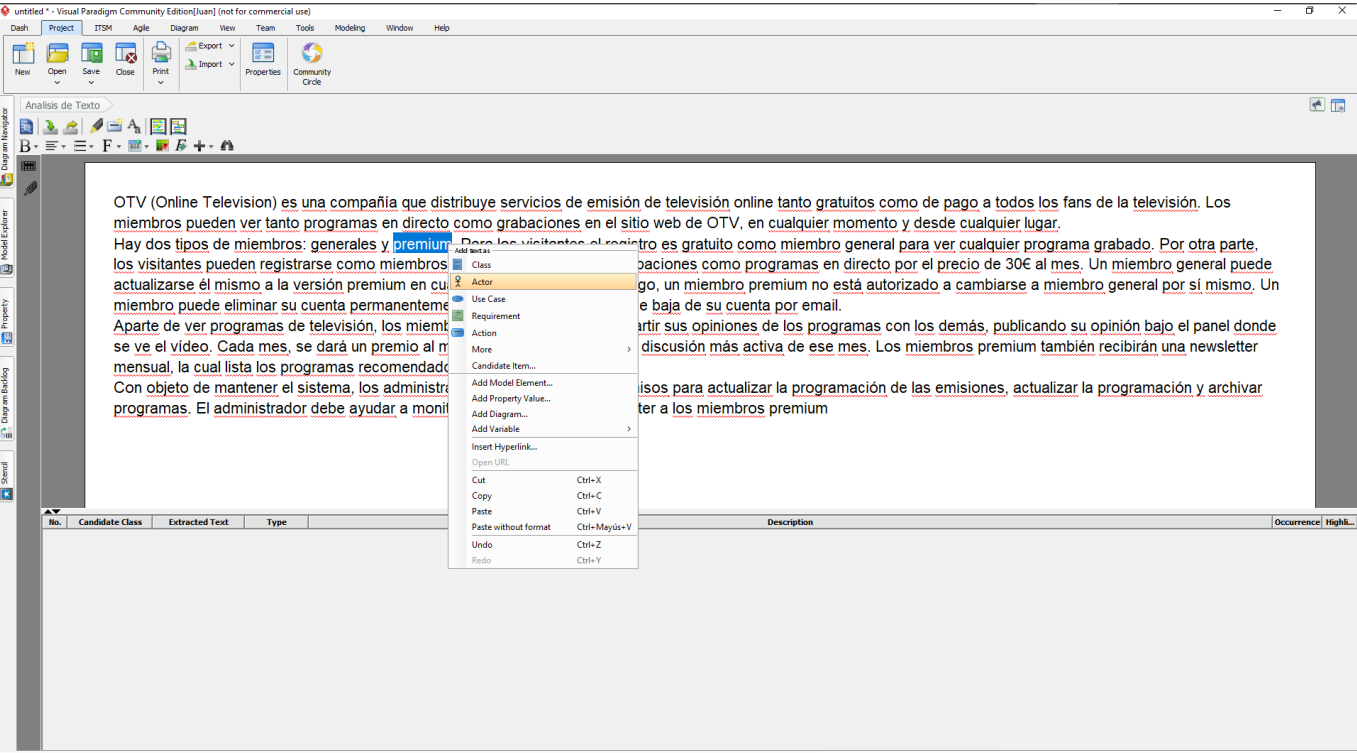 untitled * - Visual Paradigm Community Edition[Juan] (not for commercial use)
Dash Project ITSM Agile Diagram View Team Tools Modeling Window Help
New Open Save Close Print Export Import Properties Community Circle
Analisis de Texto
Diagram Navigator
Model Explorer
Property
Diagram Backlog
Stencil
OTV (Online Television) es una compañía que distribuye servicios de emisión de televisión online tanto gratuitos como de pago a todos los fans de la televisión. Los
miembros pueden ver tanto programas en directo como grabaciones en el sitio web de OTV, en cualquier momento y desde cualquier lugar.
Hay dos tipos de miembros: generales y premium. Para los visitantes el registro es gratuito como miembro general para ver cualquier programa grabado. Por otra parte,
los visitantes pueden registrarse como miembros baciones como programas en directo por el precio de 30€ al mes. Un miembro general puede
actualizarse él mismo a la versión premium en cua go, un miembro premium no está autorizado a cambiarse a miembro general por sí mismo. Un
miembro puede eliminar su cuenta permanenteme e baja de su cuenta por email.
Aparte de ver programas de televisión, los miemb rtir sus opiniones de los programas con los demás, publicando su opinión bajo el panel donde
se ve el vídeo. Cada mes, se dará un premio al m discusión más activa de ese mes. Los miembros premium también recibirán una newsletter
mensual, la cual lista los programas recomendado
Con objeto de mantener el sistema, los administra isos para actualizar la programación de las emisiones, actualizar la programación y archivar
programas. El administrador debe ayudar a monit ter a los miembros premium
Add text as
Class
Actor
Use Case
Requirement
Action
More
Candidate Item...
Add Model Element...
Add Property Value...
Add Diagram...
Add Variable
Insert Hyperlink...
Open URL
Cut Ctrl+X
Copy Ctrl+C
Paste Ctrl+V
Paste without format Ctrl+Mayús+V
Undo Ctrl+Z
Redo Ctrl+Y
No. Candidate Class Extracted Text Type Description Occurrence Highli...